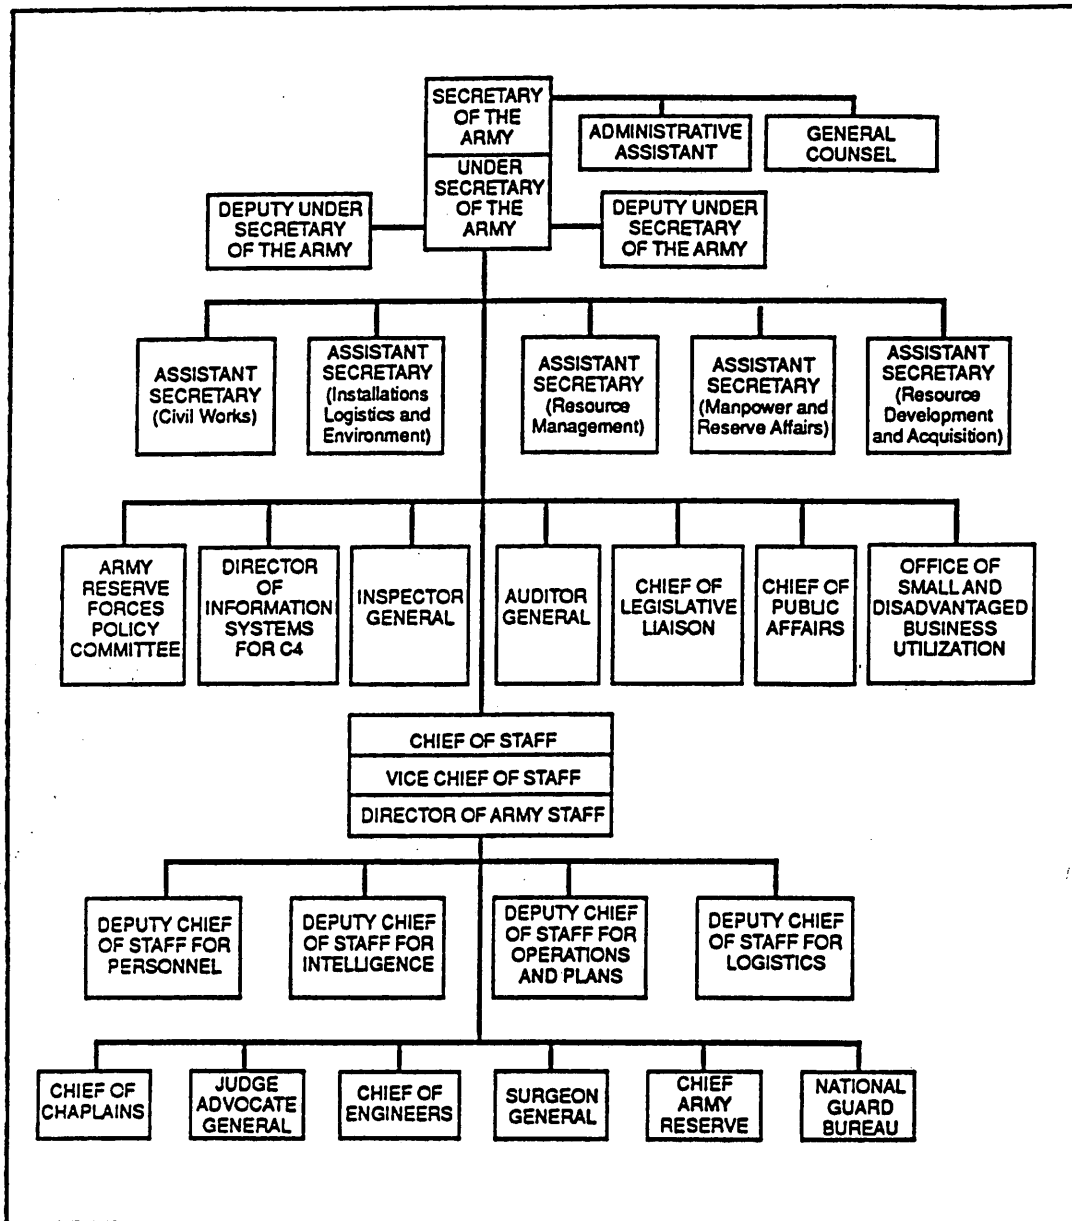 SECRETARY
OF THE
ARMY
ADMINISTRATIVE
ASSISTANT
GENERAL
COUNSEL
UNDER
SECRETARY
OF THE
ARMY
DEPUTY UNDER
SECRETARY
OF THE ARMY
DEPUTY UNDER
SECRETARY
OF THE ARMY
ASSISTANT
SECRETARY
(Civil Works)
ASSISTANT
SECRETARY
(Installations
Logistics and
Environment)
ASSISTANT
SECRETARY
(Resource
Management)
ASSISTANT
SECRETARY
(Manpower and
Reserve Affairs)
ASSISTANT
SECRETARY
(Resource
Development
and Acquisition)
ARMY
RESERVE
FORCES
POLICY
COMMITTEE
DIRECTOR
OF
INFORMATION
SYSTEMS
FOR C4
INSPECTOR
GENERAL
AUDITOR
GENERAL
CHIEF OF
LEGISLATIVE
LIAISON
CHIEF OF
PUBLIC
AFFAIRS
OFFICE OF
SMALL AND
DISADVANTAGED
BUSINESS
UTILIZATION
CHIEF OF STAFF
VICE CHIEF OF STAFF
DIRECTOR OF ARMY STAFF
DEPUTY CHIEF
OF STAFF FOR
PERSONNEL
DEPUTY CHIEF
OF STAFF FOR
INTELLIGENCE
DEPUTY CHIEF
OF STAFF FOR
OPERATIONS
AND PLANS
DEPUTY CHIEF
OF STAFF FOR
LOGISTICS
CHIEF OF
CHAPLAINS
JUDGE
ADVOCATE
GENERAL
CHIEF OF
ENGINEERS
SURGEON
GENERAL
CHIEF
ARMY
RESERVE
NATIONAL
GUARD
BUREAU